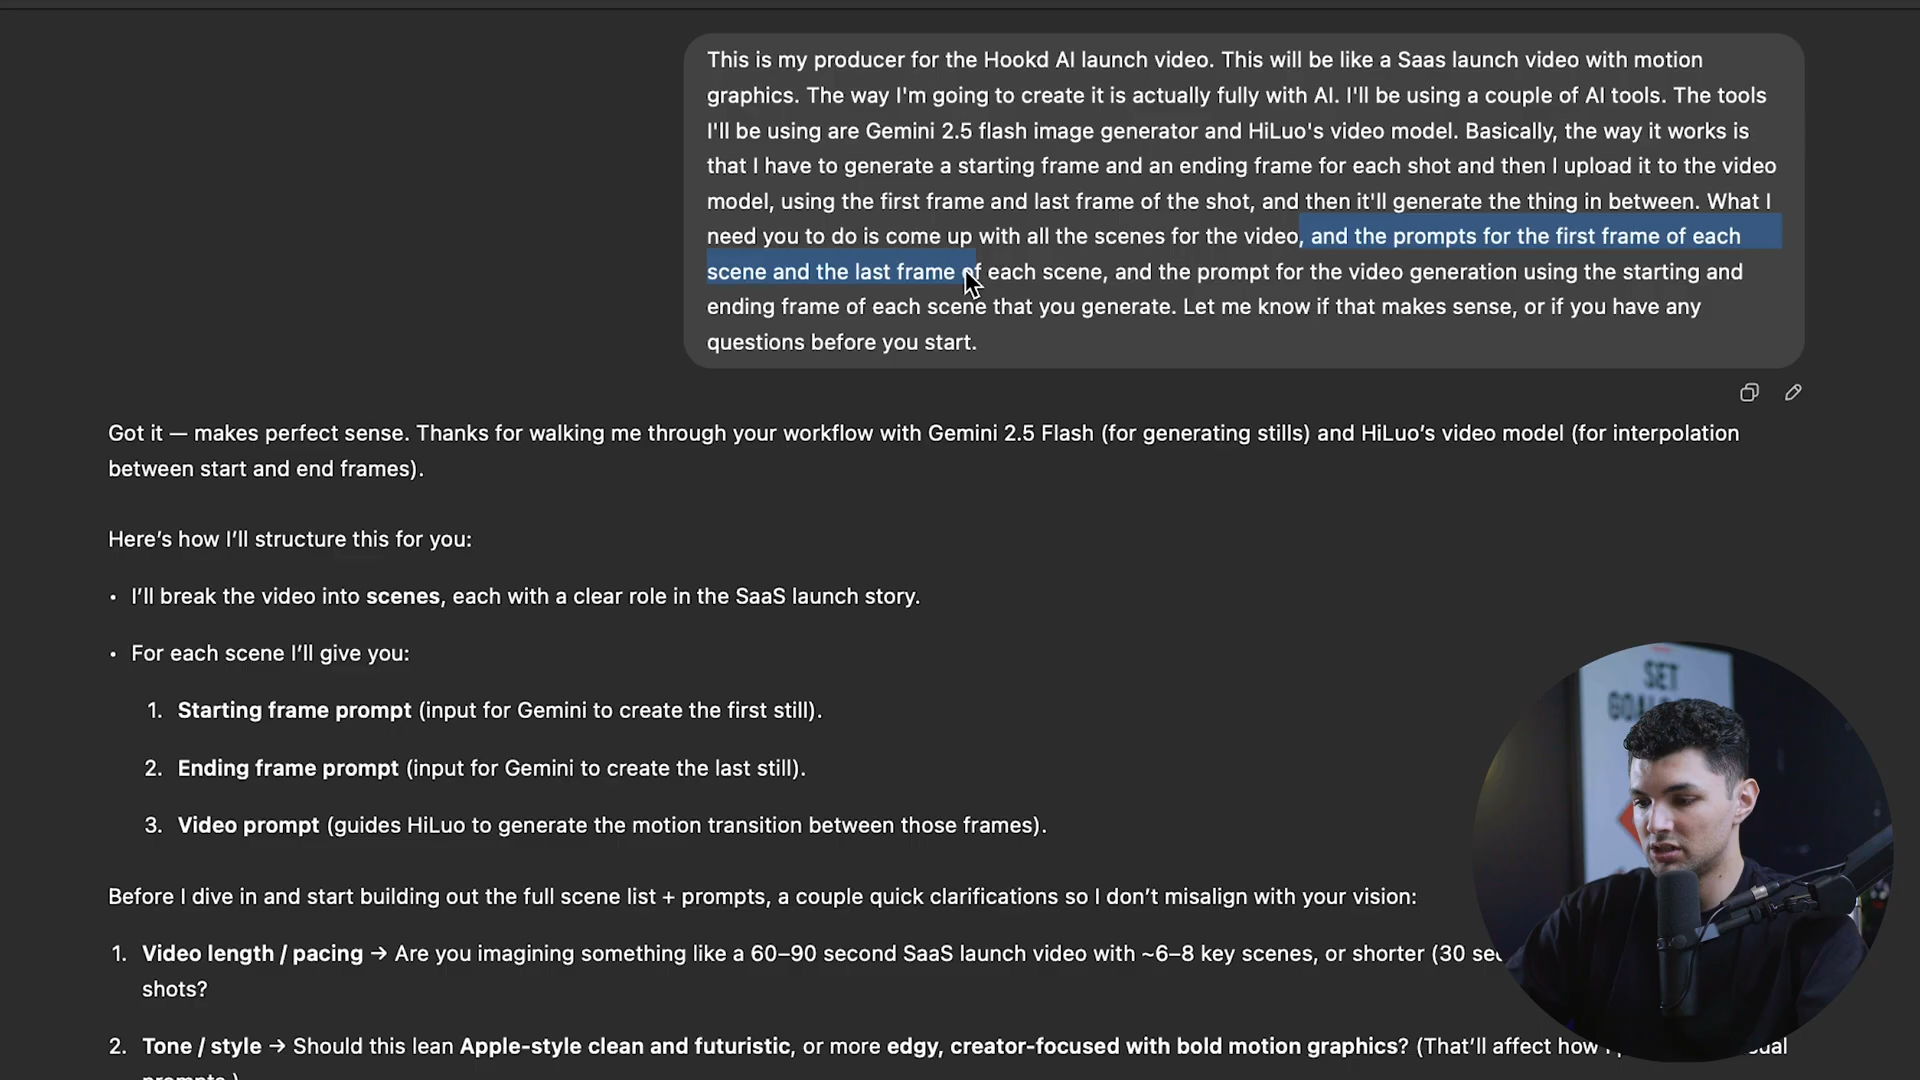 This is my producer for the Hookd AI launch video. This will be like a Saas launch video with motion
graphics. The way I'm going to create it is actually fully with AI. I'll be using a couple of AI tools. The tools
I'll be using are Gemini 2.5 flash image generator and HiLuo's video model. Basically, the way it works is
that I have to generate a starting frame and an ending frame for each shot and then I upload it to the video
model, using the first frame and last frame of the shot, and then it'll generate the thing in between. What I
need you to do is come up with all the scenes for the video, and the prompts for the first frame of each
scene and the last frame of each scene, and the prompt for the video generation using the starting and
ending frame of each scene that you generate. Let me know if that makes sense, or if you have any
questions before you start.
Got it — makes perfect sense. Thanks for walking me through your workflow with Gemini 2.5 Flash (for generating stills) and HiLuo’s video model (for interpolation
between start and end frames).
Here’s how I’ll structure this for you:
• I’ll break the video into scenes, each with a clear role in the SaaS launch story.
• For each scene I’ll give you:
1. Starting frame prompt (input for Gemini to create the first still).
2. Ending frame prompt (input for Gemini to create the last still).
3. Video prompt (guides HiLuo to generate the motion transition between those frames).
Before I dive in and start building out the full scene list + prompts, a couple quick clarifications so I don’t misalign with your vision:
1. Video length / pacing → Are you imagining something like a 60–90 second SaaS launch video with ~6–8 key scenes, or shorter (30
shots?
2. Tone / style → Should this lean Apple-style clean and futuristic, or more edgy, creator-focused with bold motion graphics? (That’ll affect how
SET